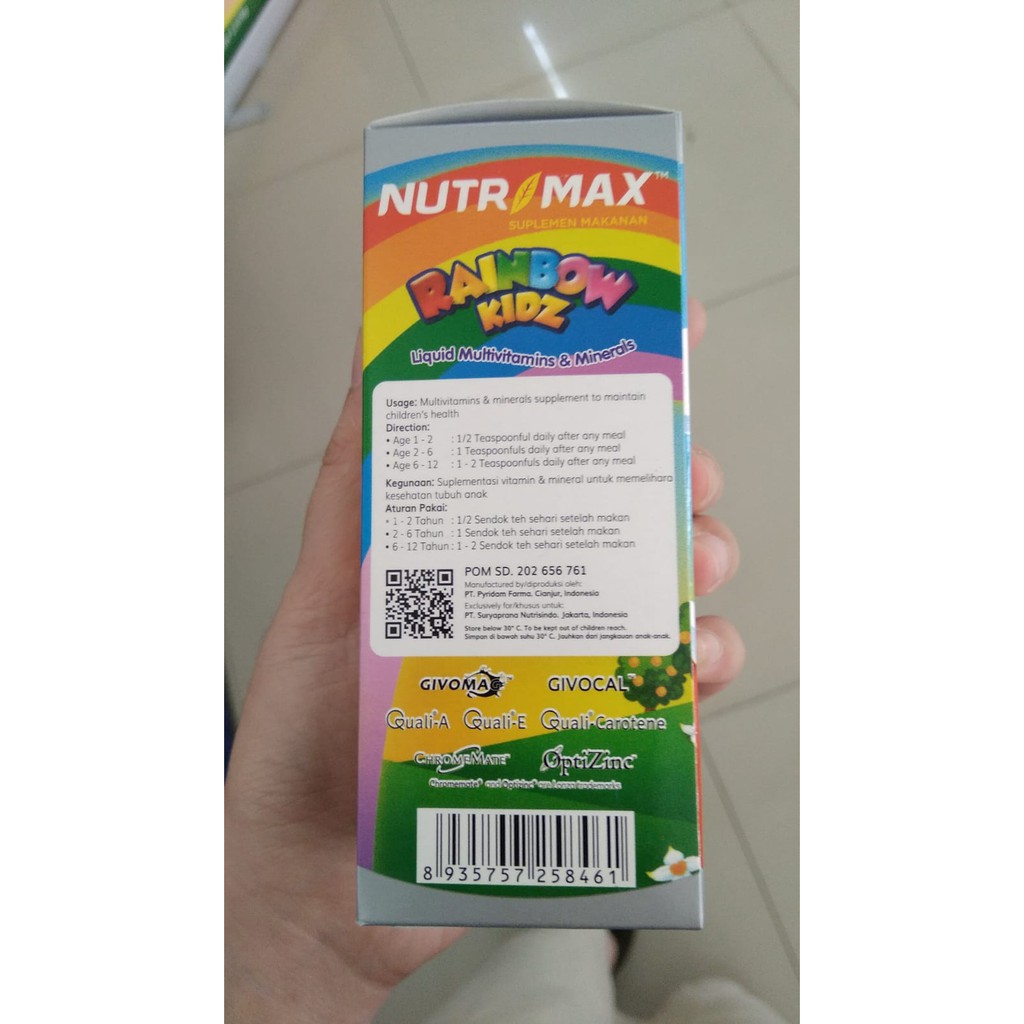 NUTRIMAX™
SUPLEMEN MAKANAN
RAINBOW
KIDZ
Liquid Multivitamins & Minerals
Usage: Multivitamins & minerals supplement to maintain
children's health
Direction:
• Age 1 - 2 : 1/2 Teaspoonful daily after any meal
• Age 2 - 6 : 1 Teaspoonfuls daily after any meal
• Age 6 - 12 : 1 - 2 Teaspoonfuls daily after any meal
Kegunaan: Suplementasi vitamin & mineral untuk memelihara
kesehatan tubuh anak
Aturan Pakai:
• 1 - 2 Tahun : 1/2 Sendok teh sehari setelah makan
• 2 - 6 Tahun : 1 Sendok teh sehari setelah makan
• 6 - 12 Tahun : 1 - 2 Sendok teh sehari setelah makan
POM SD. 202 656 761
Manufactured by/diproduksi oleh:
PT. Pyridam Farma. Cianjur, Indonesia
Exclusively for/khusus untuk:
PT. Suryaprana Nutrisindo. Jakarta, Indonesia
Store below 30° C. To be kept out of children reach.
Simpan di bawah suhu 30° C. Jauhkan dari jangkauan anak-anak.
GIVOMAG™ GIVOCAL™
Quali®-A Quali®-E Quali®-Carotene
CHROMEMATE® OptiZinc®
Chromemate® and Optizinc® are Lonza trademarks
8 935757 258461